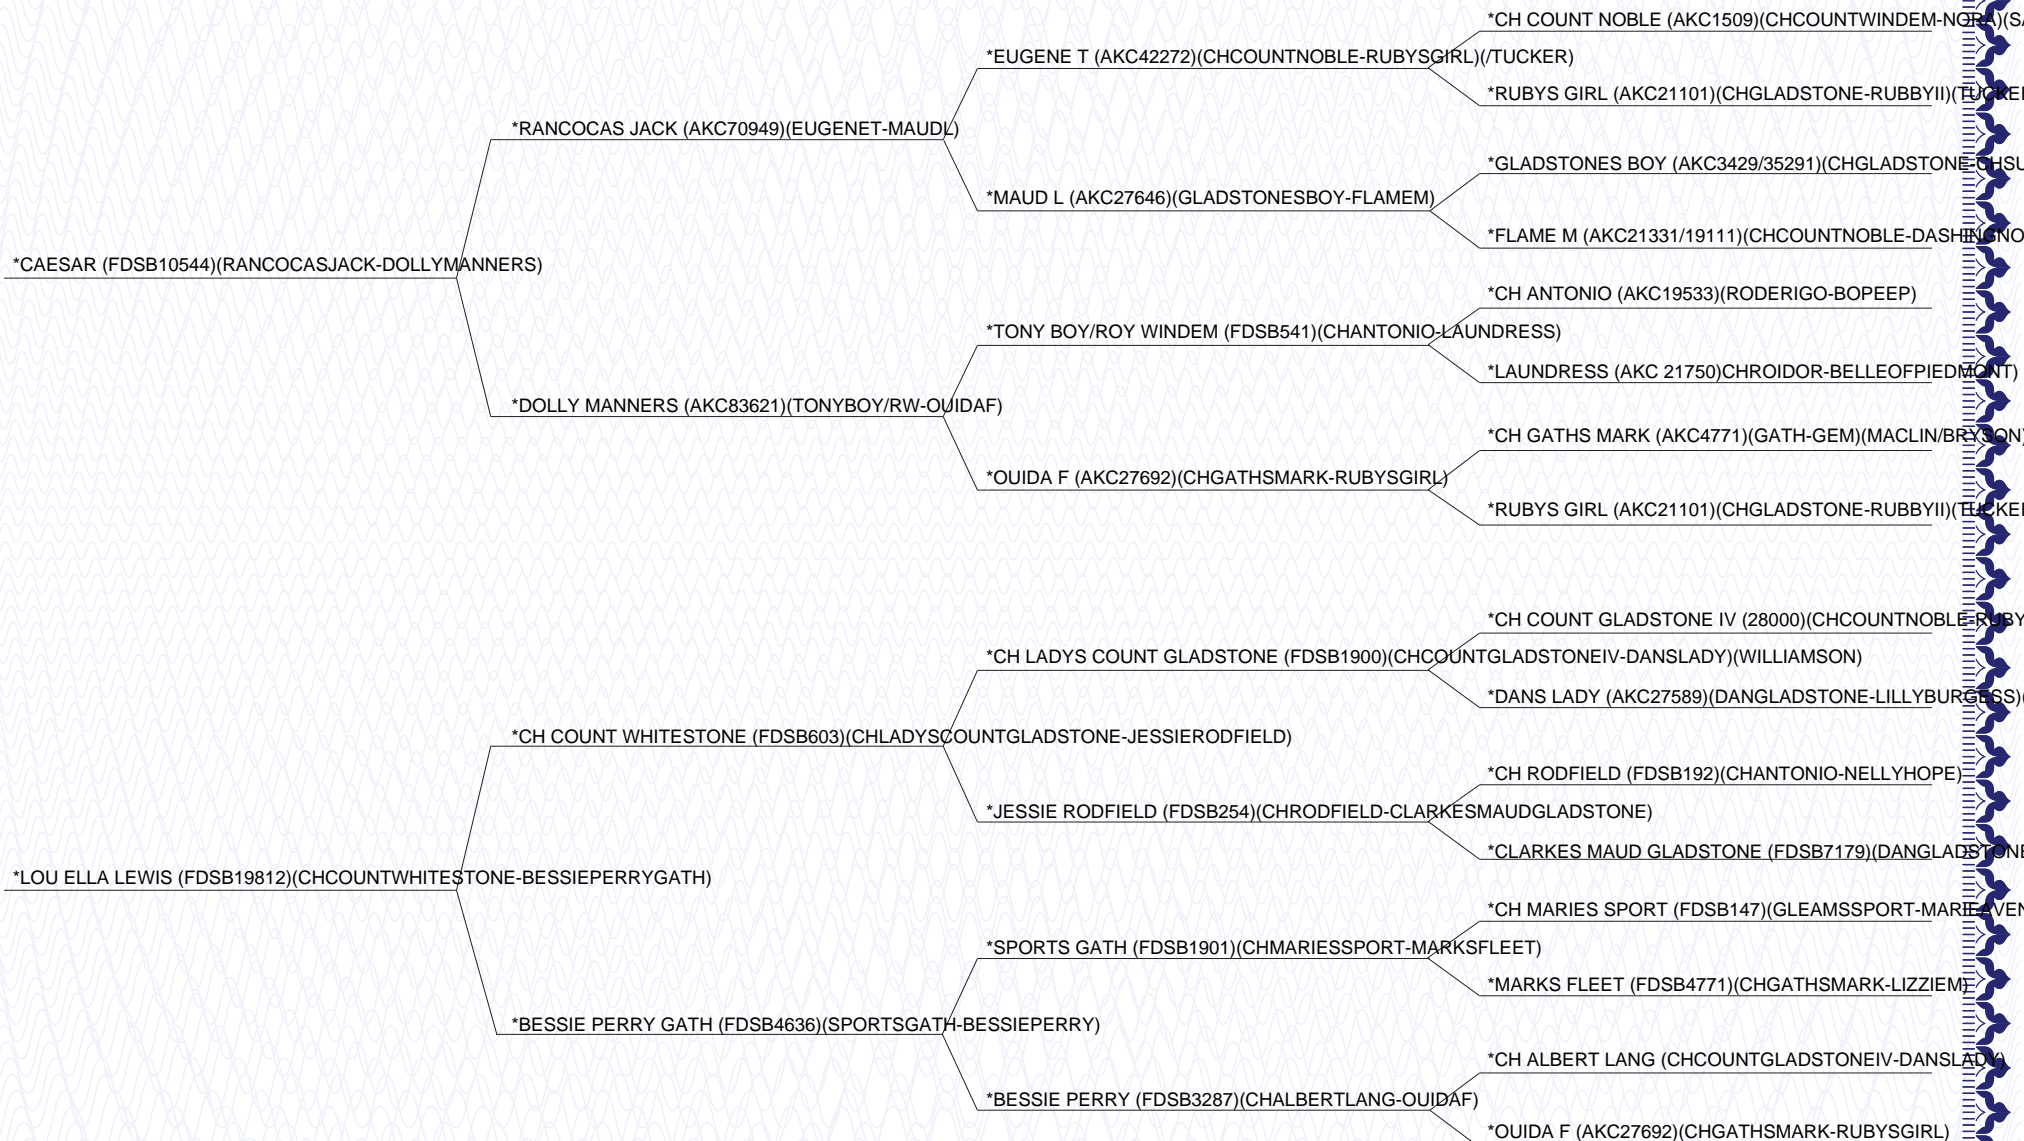 *CH COUNT NOBLE (AKC1509)(CHCOUNTWINDEM-NORA)(SA
*EUGENE T (AKC42272)(CHCOUNTNOBLE-RUBYSGIRL)(/TUCKER)
*RUBYS GIRL (AKC21101)(CHGLADSTONE-RUBBYII)(TUCKER
*RANCOCAS JACK (AKC70949)(EUGENET-MAUDL)
*GLADSTONES BOY (AKC3429/35291)(CHGLADSTONE-CHSU
*MAUD L (AKC27646)(GLADSTONESBOY-FLAMEM)
*FLAME M (AKC21331/19111)(CHCOUNTNOBLE-DASHINGNO
*CAESAR (FDSB10544)(RANCOCASJACK-DOLLYMANNERS)
*CH ANTONIO (AKC19533)(RODERIGO-BOPEEP)
*TONY BOY/ROY WINDEM (FDSB541)(CHANTONIO-LAUNDRESS)
*LAUNDRESS (AKC 21750)CHROIDOR-BELLEOFPIEDMONT)
*DOLLY MANNERS (AKC83621)(TONYBOY/RW-OUIDAF)
*CH GATHS MARK (AKC4771)(GATH-GEM)(MACLIN/BRYSON)
*OUIDA F (AKC27692)(CHGATHSMARK-RUBYSGIRL)
*RUBYS GIRL (AKC21101)(CHGLADSTONE-RUBBYII)(TUCKER
*CH COUNT GLADSTONE IV (28000)(CHCOUNTNOBLE-RUBY
*CH LADYS COUNT GLADSTONE (FDSB1900)(CHCOUNTGLADSTONEIV-DANSLADY)(WILLIAMSON)
*DANS LADY (AKC27589)(DANGLADSTONE-LILLYBURGESS)(
*CH COUNT WHITESTONE (FDSB603)(CHLADYSCOUNTGLADSTONE-JESSIERODFIELD)
*CH RODFIELD (FDSB192)(CHANTONIO-NELLYHOPE)
*JESSIE RODFIELD (FDSB254)(CHRODFIELD-CLARKESMAUDGLADSTONE)
*CLARKES MAUD GLADSTONE (FDSB7179)(DANGLADSTONE
*LOU ELLA LEWIS (FDSB19812)(CHCOUNTWHITESTONE-BESSIEPERRYGATH)
*CH MARIES SPORT (FDSB147)(GLEAMSSPORT-MARIEAVEN
*SPORTS GATH (FDSB1901)(CHMARIESSPORT-MARKSFLEET)
*MARKS FLEET (FDSB4771)(CHGATHSMARK-LIZZIEM)
*BESSIE PERRY GATH (FDSB4636)(SPORTSGATH-BESSIEPERRY)
*CH ALBERT LANG (CHCOUNTGLADSTONEIV-DANSLADY)
*BESSIE PERRY (FDSB3287)(CHALBERTLANG-OUIDAF)
*OUIDA F (AKC27692)(CHGATHSMARK-RUBYSGIRL)